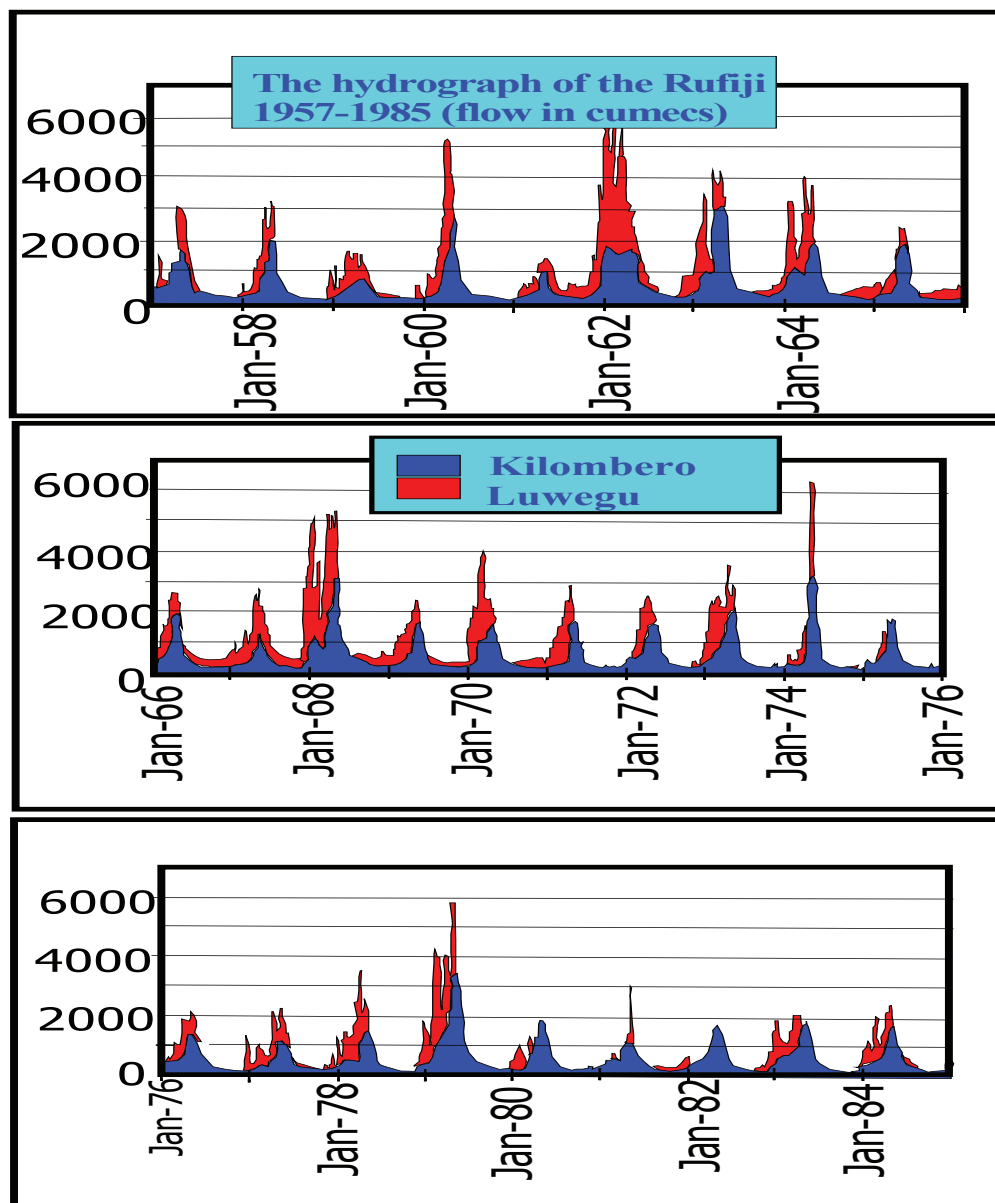 The hydrograph of the Rufiji
1957-1985 (flow in cumecs)
6000
4000
2000
0
Jan-58
Jan-60
Jan-62
Jan-64
Kilombero
Luwegu
6000
4000
2000
0
Jan-66
Jan-68
Jan-70
Jan-72
Jan-74
Jan-76
6000
4000
2000
0
Jan-76
Jan-78
Jan-80
Jan-82
Jan-84